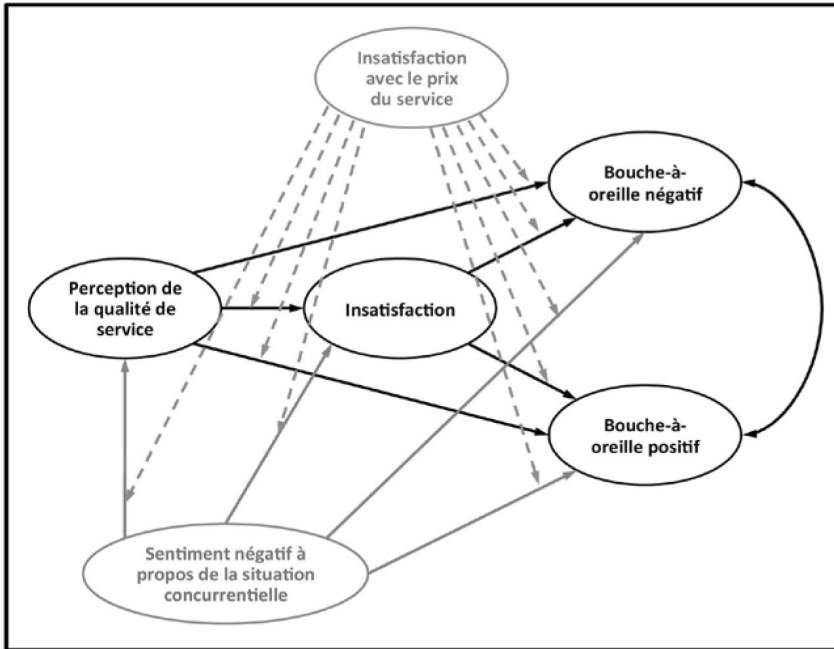 Insatisfaction
avec le prix
du service
Bouche-à-
oreille négatif
Perception de
la qualité de
service
Insatisfaction
Bouche-à-
oreille positif
Sentiment négatif à
propos de la situation
concurrentielle